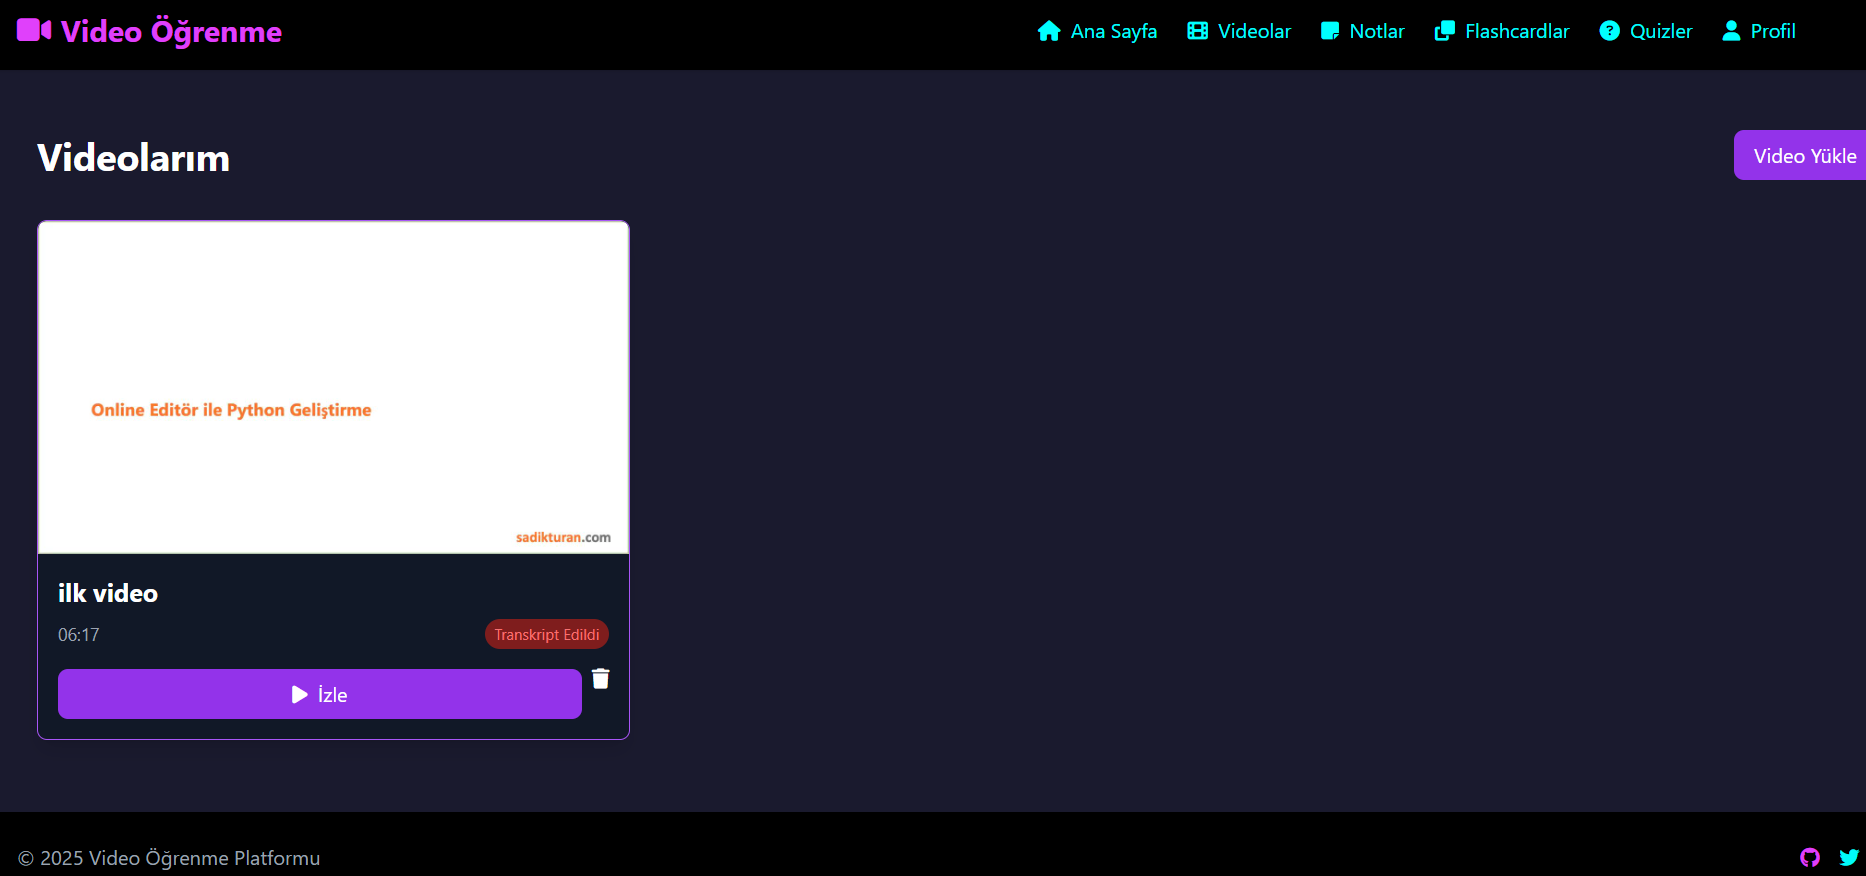 Video Öğrenme
Ana Sayfa Videolar Notlar Flashcardlar Quizler Profil
Videolarım
Video Yükle
Online Editör ile Python Geliştirme
sadikturan.com
ilk video
06:17
Transkript Edildi
İzle
© 2025 Video Öğrenme Platformu